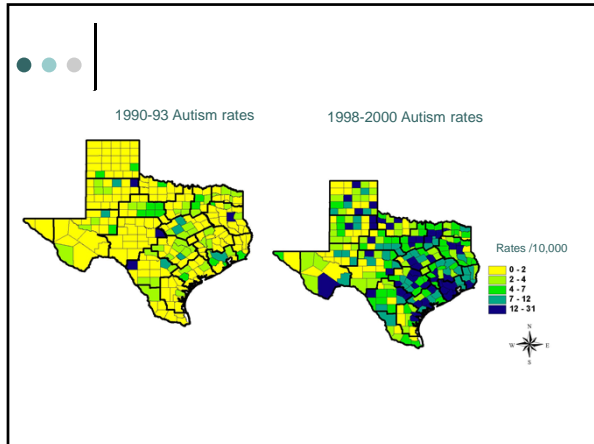 1990-93 Autism rates
1998-2000 Autism rates
Rates /10,000
0 - 2
2 - 4
4 - 7
7 - 12
12 - 31
N
W E
S